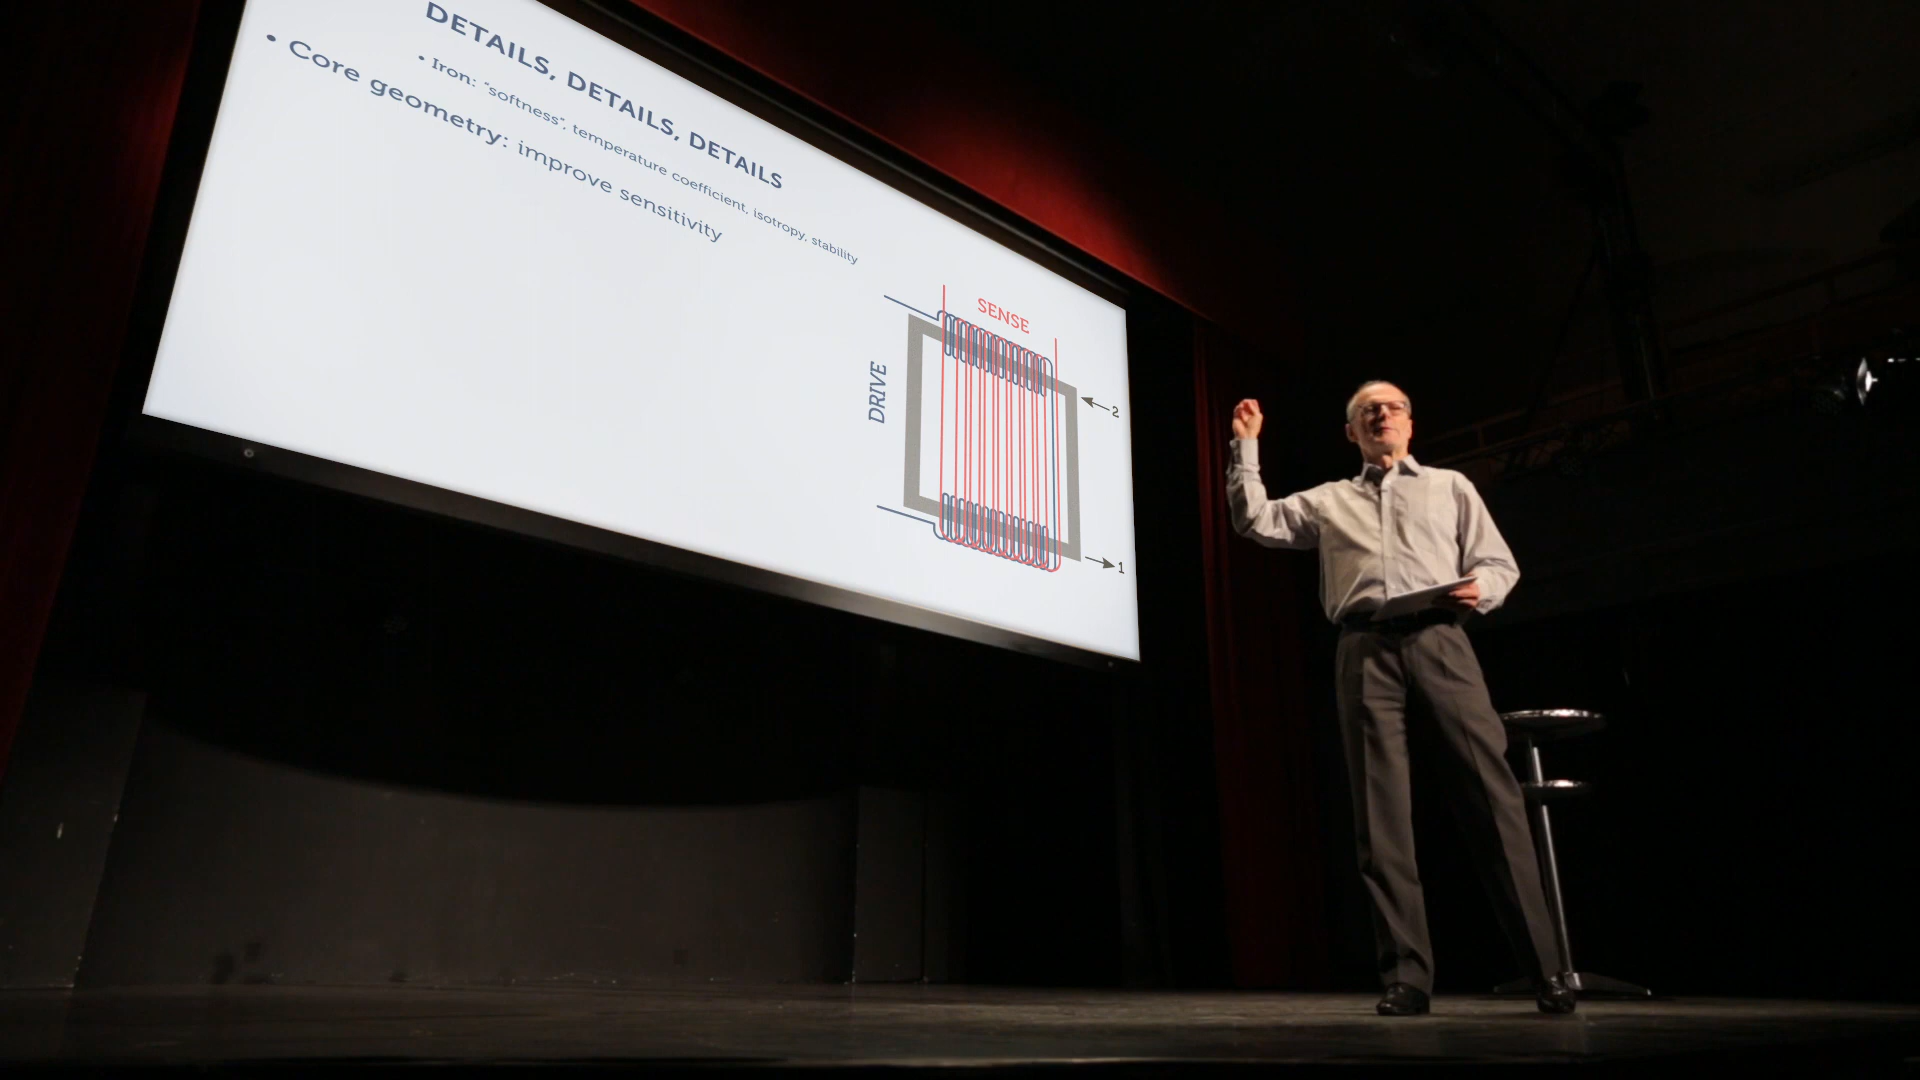 DETAILS, DETAILS, DETAILS
• Iron: "softness", temperature coefficient, isotropy, stability
• Core geometry: improve sensitivity
SENSE
DRIVE
2
1